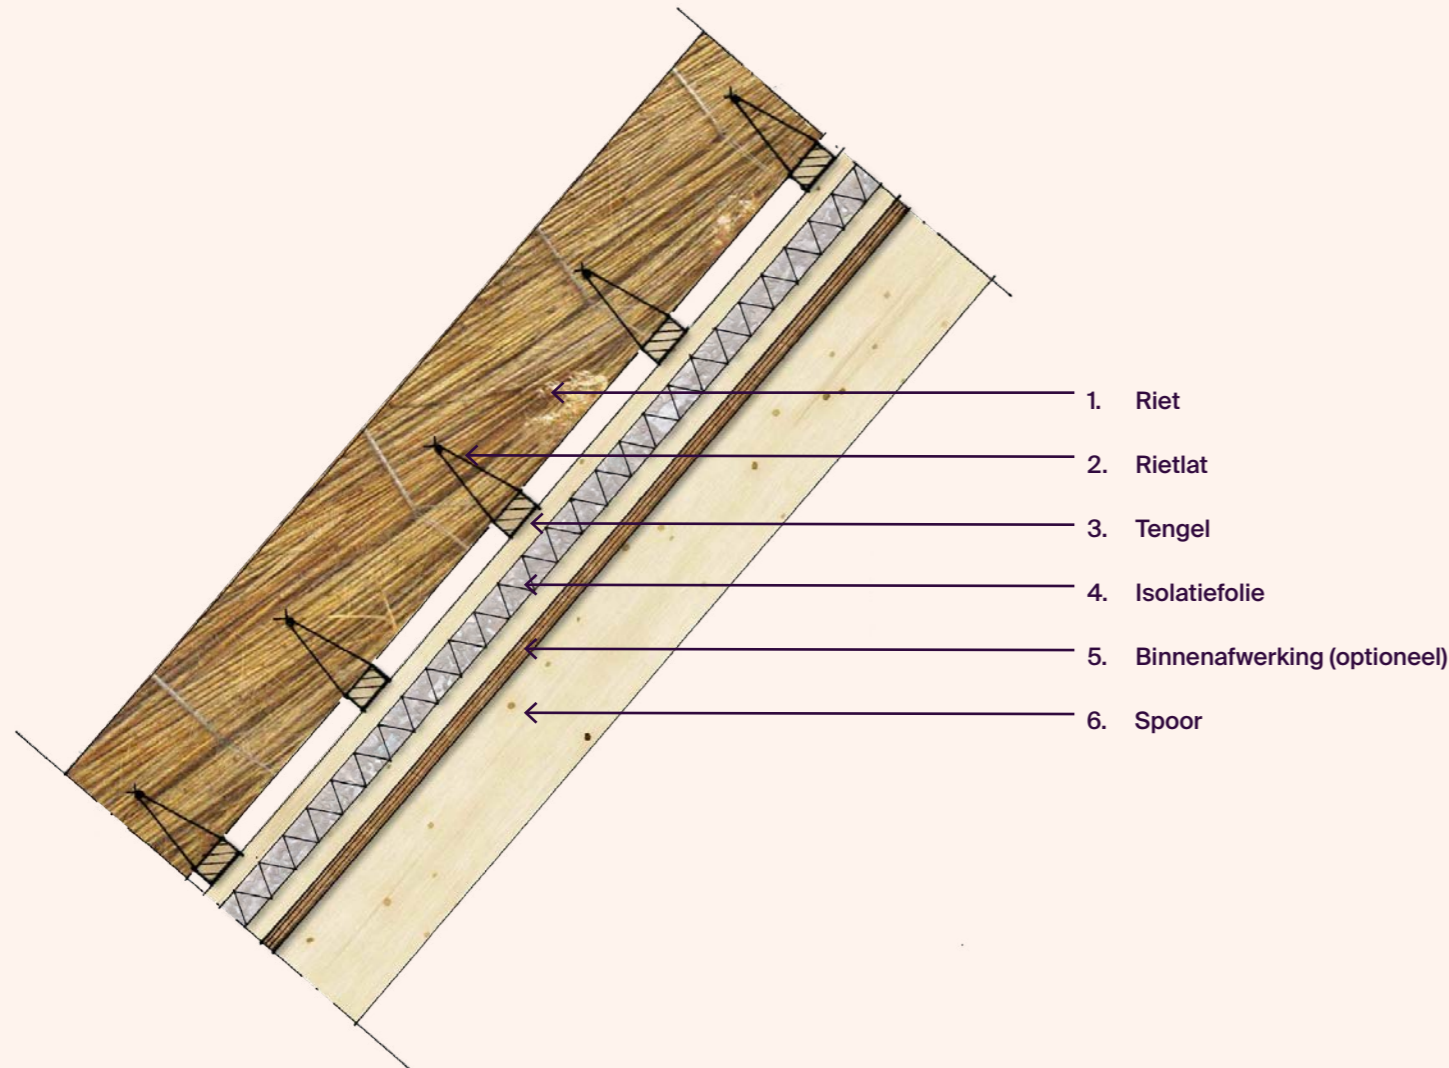 1. Riet
2. Rietlat
3. Tengel
4. Isolatiefolie
5. Binnenafwerking (optioneel)
6. Spoor